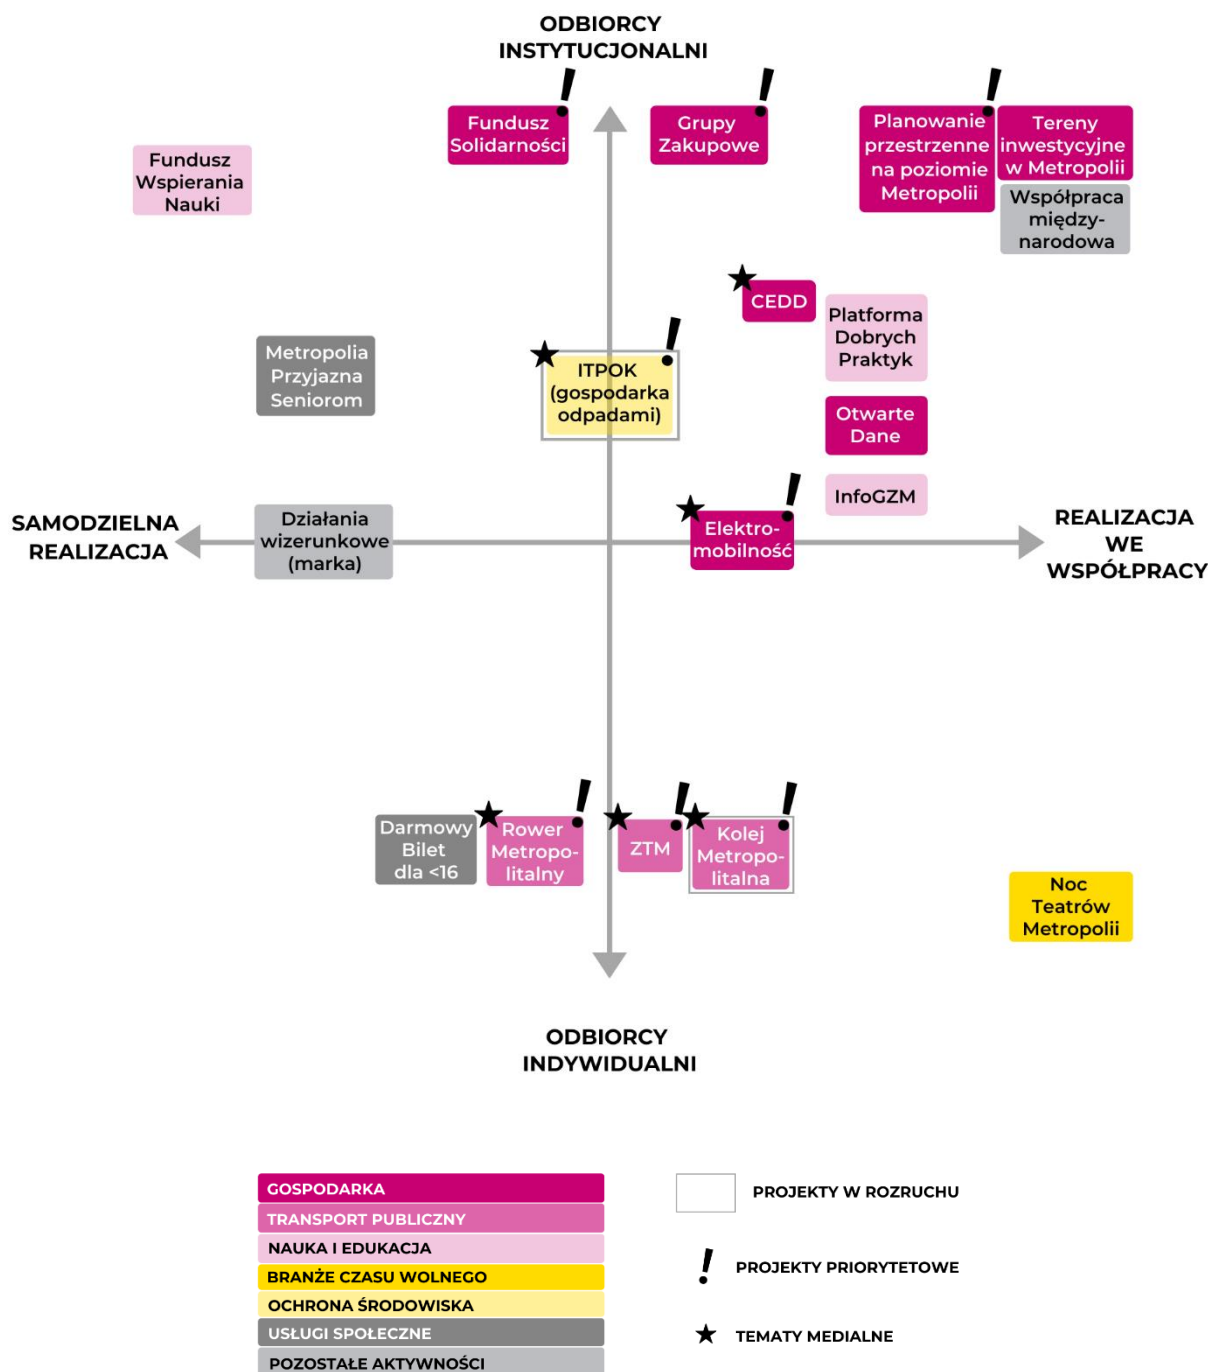 ODBIORCY
INSTYTUCJONALNI
Fundusz
Solidarności
Grupy
Zakupowe
Planowanie
przestrzenne
na poziomie
Metropolii
Tereny
inwestycyjne
w Metropolii
Fundusz
Wspierania
Nauki
Współpraca
między-
narodowa
CEDD
Platforma
Dobrych
Praktyk
Metropolia
Przyjazna
Seniorom
ITPOK
(gospodarka
odpadami)
Otwarte
Dane
InfoGZM
SAMODZIELNA
REALIZACJA
Działania
wizerunkowe
(marka)
Elektro-
mobilność
REALIZACJA
WE
WSPÓŁPRACY
Darmowy
Bilet
dla <16
Rower
Metropo-
litalny
ZTM
Kolej
Metropo-
litalna
Noc
Teatrów
Metropolii
ODBIORCY
INDYWIDUALNI
GOSPODARKA
TRANSPORT PUBLICZNY
NAUKA I EDUKACJA
BRANŻE CZASU WOLNEGO
OCHRONA ŚRODOWISKA
USŁUGI SPOŁECZNE
POZOSTAŁE AKTYWNOŚCI
PROJEKTY W ROZRUCHU
PROJEKTY PRIORYTETOWE
TEMATY MEDIALNE